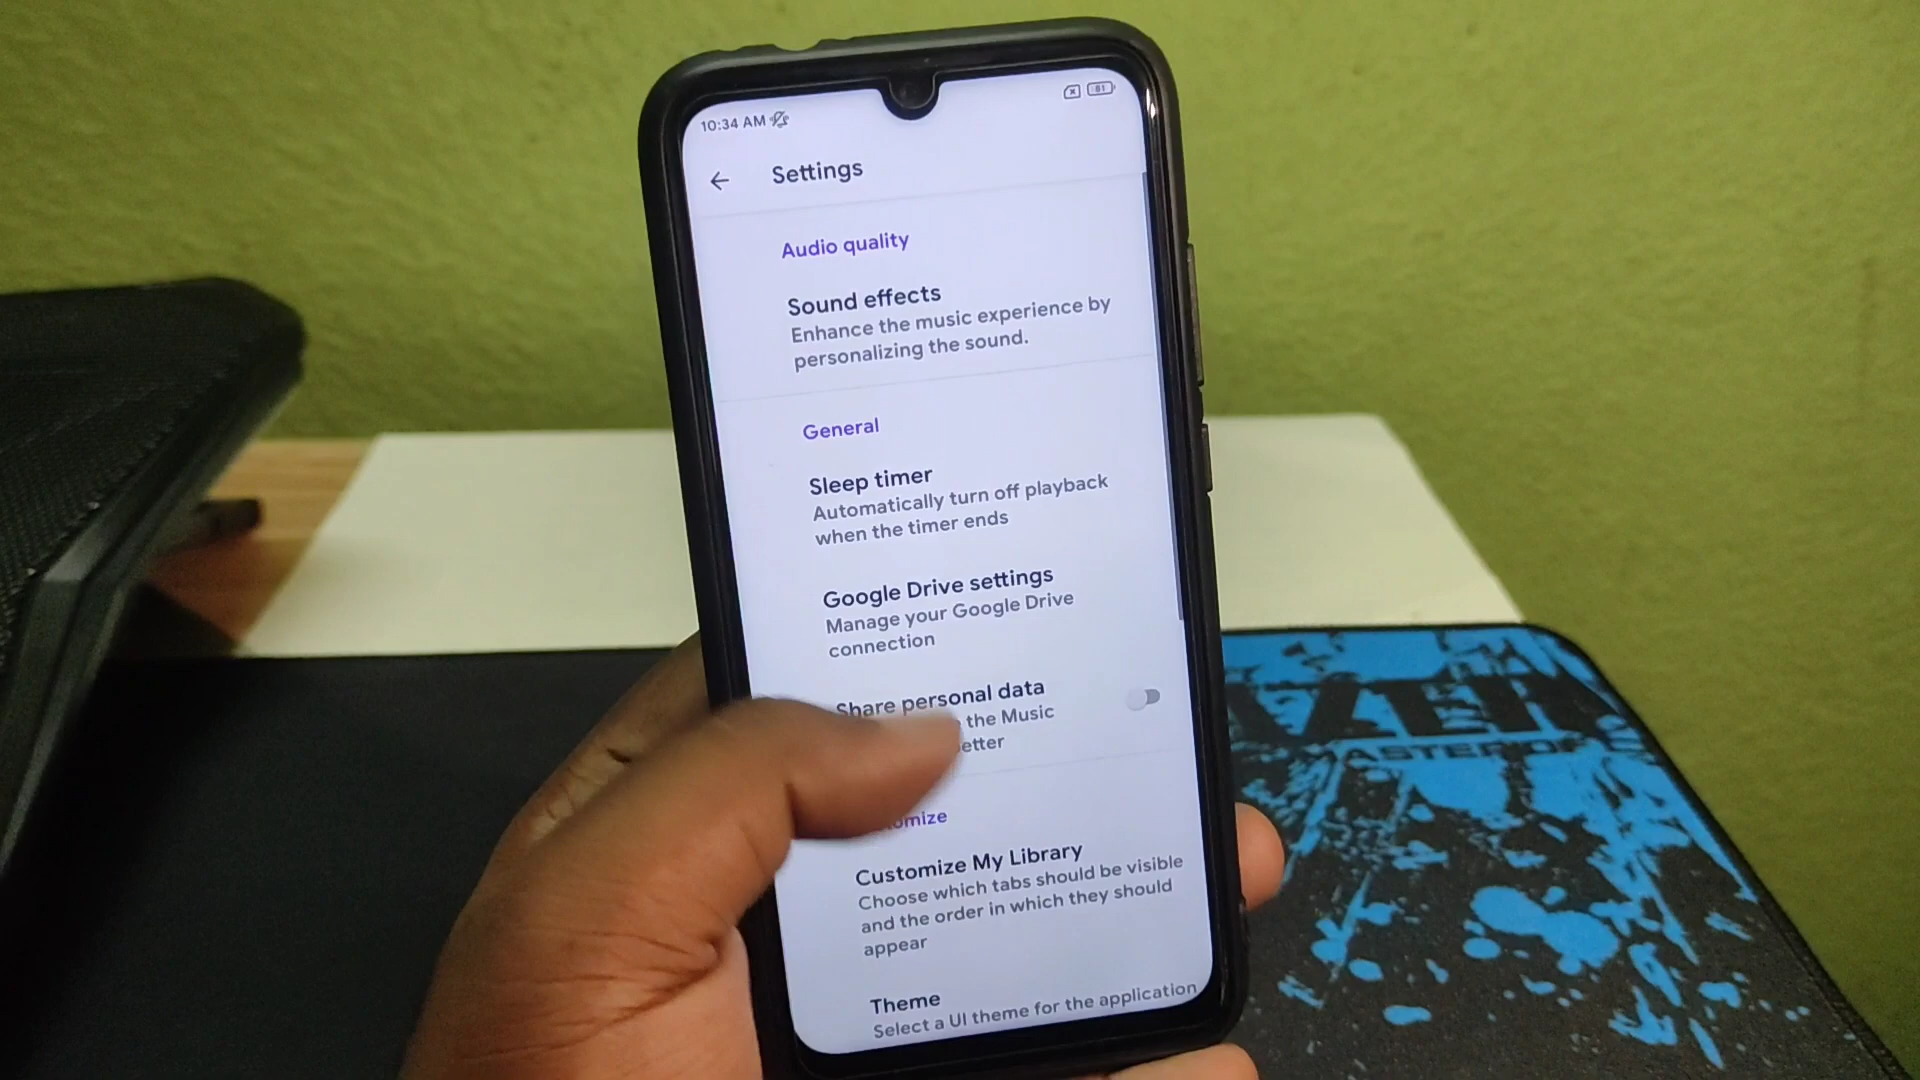 10:34 AM
81
Settings
Audio quality
Sound effects
Enhance the music experience by
personalizing the sound.
General
Sleep timer
Automatically turn off playback
when the timer ends
Google Drive settings
Manage your Google Drive
connection
Share personal data
the Music
etter
omize
Customize My Library
Choose which tabs should be visible
and the order in which they should
appear
Theme
Select a UI theme for the application